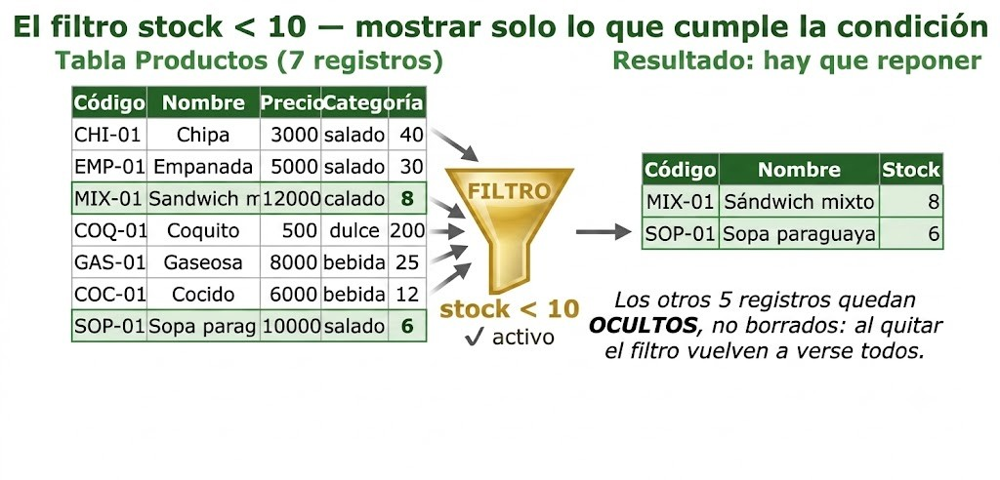 El filtro stock < 10 — mostrar solo lo que cumple la condición
Tabla Productos (7 registros)
Código Nombre Precio Categoría
CHI-01 Chipa 3000 salado 40
EMP-01 Empanada 5000 salado 30
MIX-01 Sandwich m 12000 calado 8
COQ-01 Coquito 500 dulce 200
GAS-01 Gaseosa 8000 bebida 25
COC-01 Cocido 6000 bebida 12
SOP-01 Sopa parag 10000 salado 6
FILTRO
stock < 10
✓ activo
Resultado: hay que reponer
Código Nombre Stock
MIX-01 Sándwich mixto 8
SOP-01 Sopa paraguaya 6
Los otros 5 registros quedan
OCULTOS, no borrados: al quitar
el filtro vuelven a verse todos.